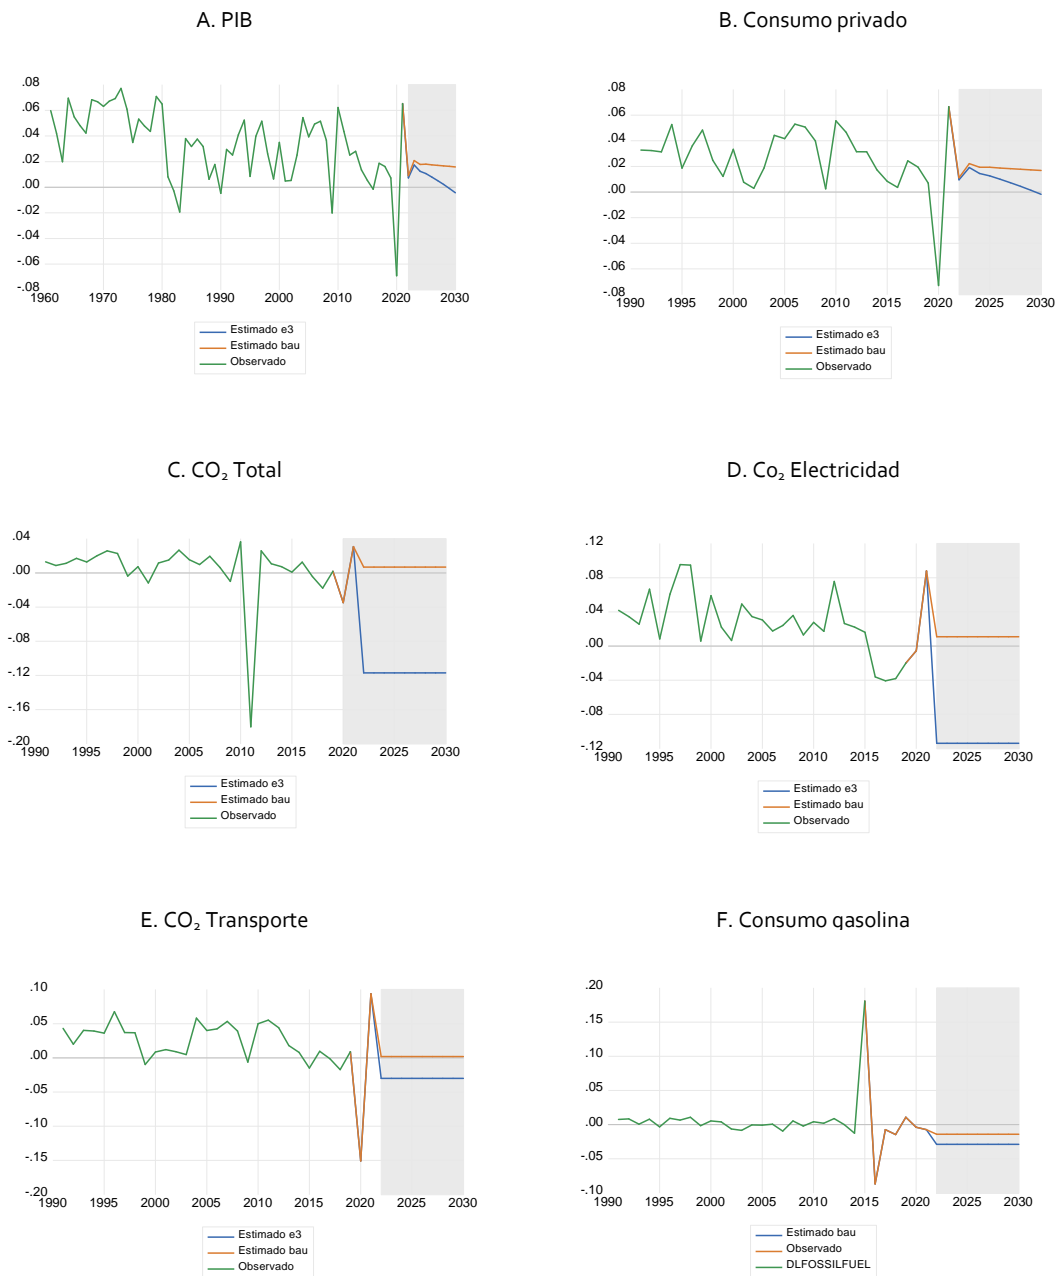 A. PIB
B. Consumo privado
.08
.06
.04
.02
.00
-.02
-.04
-.06
-.08
1960 1970 1980 1990 2000 2010 2020 2030
Estimado e3
Estimado bau
Observado
.08
.06
.04
.02
.00
-.02
-.04
-.06
-.08
1990 1995 2000 2005 2010 2015 2020 2025 2030
Estimado e3
Estimado bau
Observado
C. CO₂ Total
D. Co₂ Electricidad
.04
.00
-.04
-.08
-.12
-.16
-.20
1990 1995 2000 2005 2010 2015 2020 2025 2030
Estimado e3
Estimado bau
Observado
.12
.08
.04
.00
-.04
-.08
-.12
1990 1995 2000 2005 2010 2015 2020 2025 2030
Estimado e3
Estimado bau
Observado
E. CO₂ Transporte
F. Consumo gasolina
.10
.05
.00
-.05
-.10
-.15
-.20
1990 1995 2000 2005 2010 2015 2020 2025 2030
Estimado e3
Estimado bau
Observado
.20
.15
.10
.05
.00
-.05
-.10
1990 1995 2000 2005 2010 2015 2020 2025 2030
Estimado bau
Observado
DLFOSSILFUEL